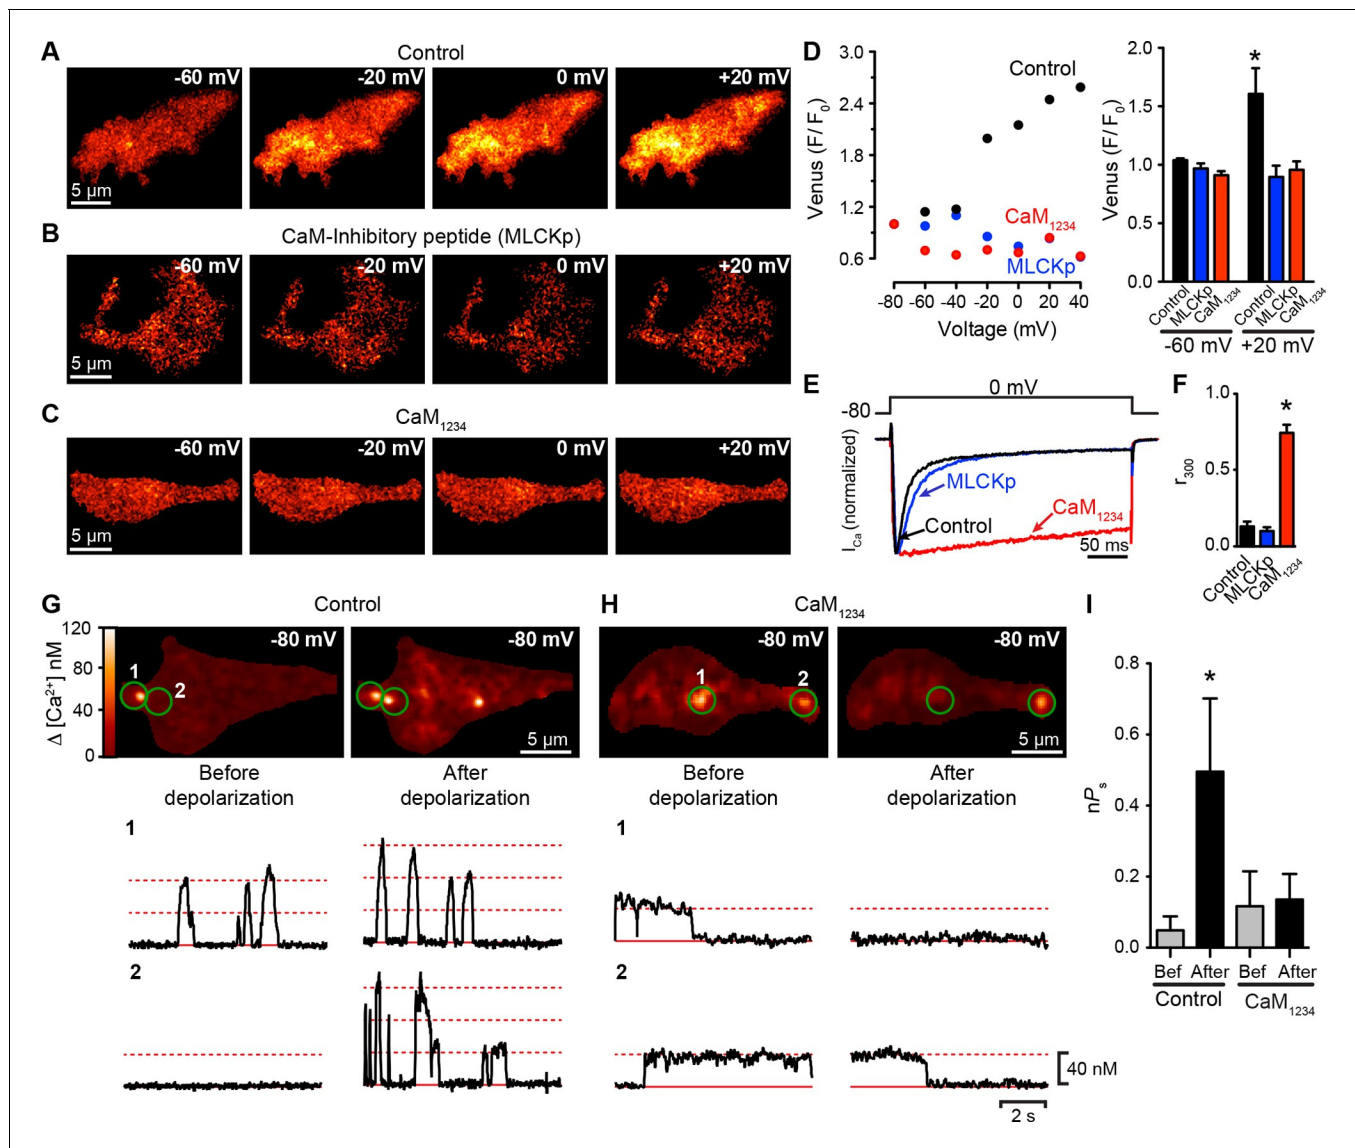 A
Control
-60 mV
-20 mV
0 mV
+20 mV
5 µm
B
CaM-Inhibitory peptide (MLCKp)
-60 mV
-20 mV
0 mV
+20 mV
5 µm
C
CaM1234
-60 mV
-20 mV
0 mV
+20 mV
5 µm
D
3.0
2.4
1.8
1.2
0.6
Venus (F/ F0)
Control
CaM1234
MLCKp
-80 -60 -40 -20 0 20 40
Voltage (mV)
2.0
1.5
1.0
0.5
0.0
Venus (F/ F0)
*
Control
MLCKp
CaM1234
Control
MLCKp
CaM1234
-60 mV
+20 mV
E
0 mV
-80
ICa (normalized)
MLCKp
Control
CaM1234
50 ms
F
1.0
0.5
0.0
r300
*
Control
MLCKp
CaM1234
G
Control
120
80
40
0
Δ [Ca2+] nM
-80 mV
1
2
-80 mV
5 µm
Before depolarization
After depolarization
1
2
H
CaM1234
-80 mV
1
2
-80 mV
5 µm
Before depolarization
After depolarization
1
2
40 nM
2 s
I
0.8
0.6
0.4
0.2
0.0
nPs
*
Bef After Bef After
Control
CaM1234